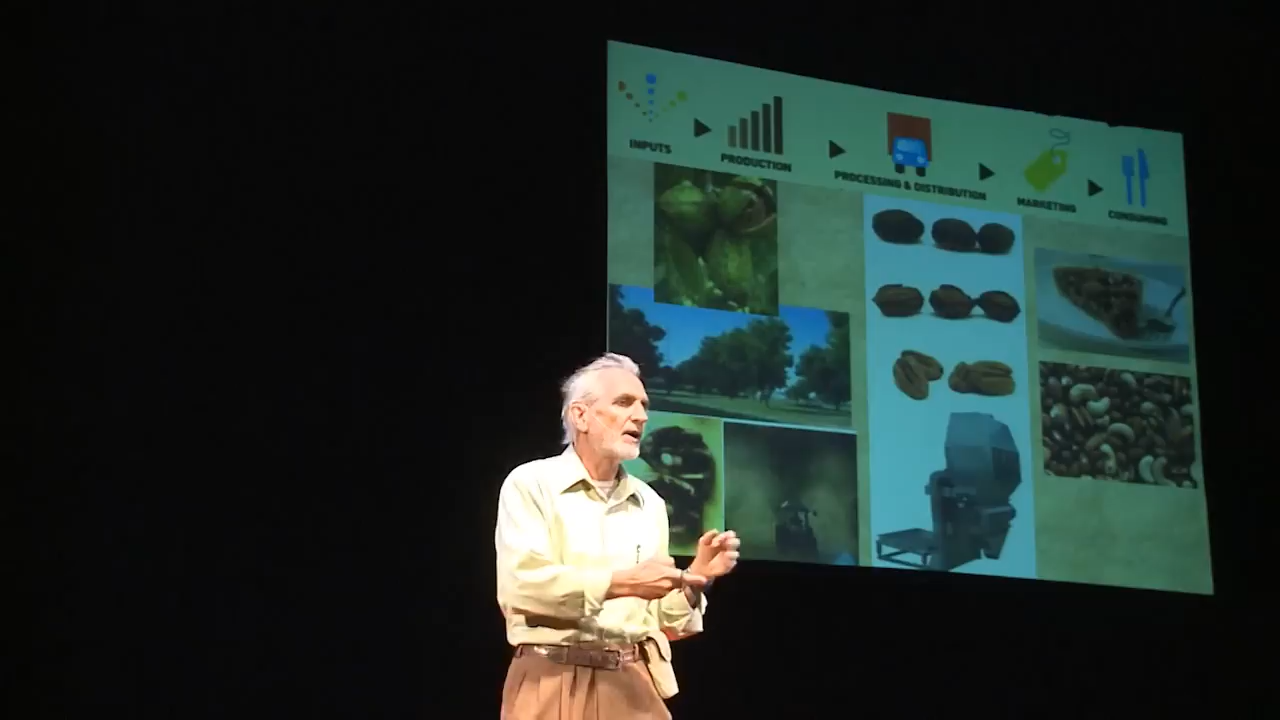 INPUTS
PRODUCTION
PROCESSING & DISTRIBUTION
MARKETING
CONSUMING